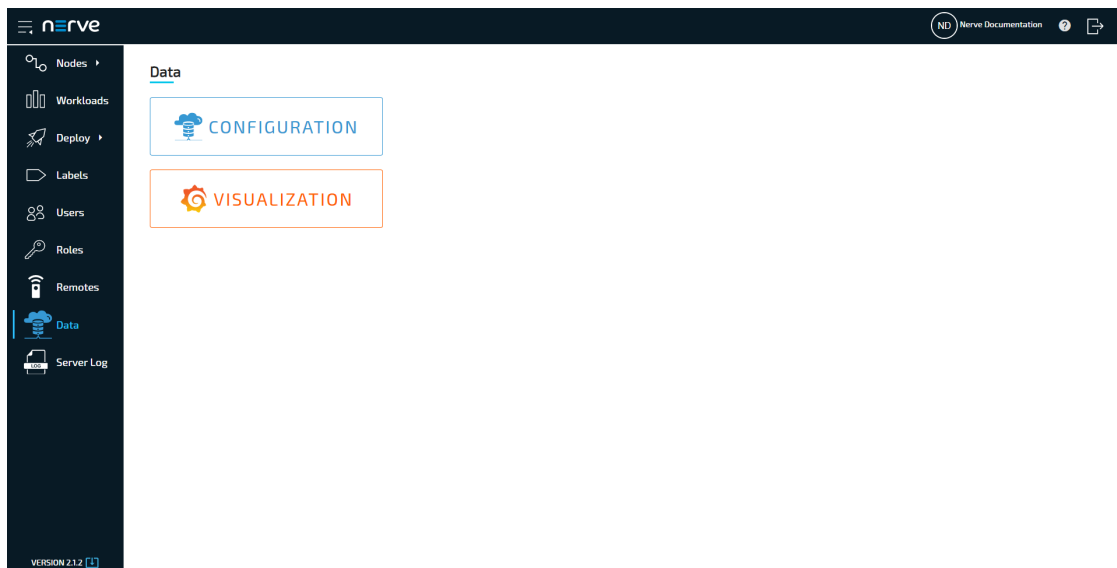 nerve
ND Nerve Documentation ?
Nodes
Workloads
Deploy
Labels
Users
Roles
Remotes
Data
LOG Server Log
VERSION 2.1.2
Data
CONFIGURATION
VISUALIZATION